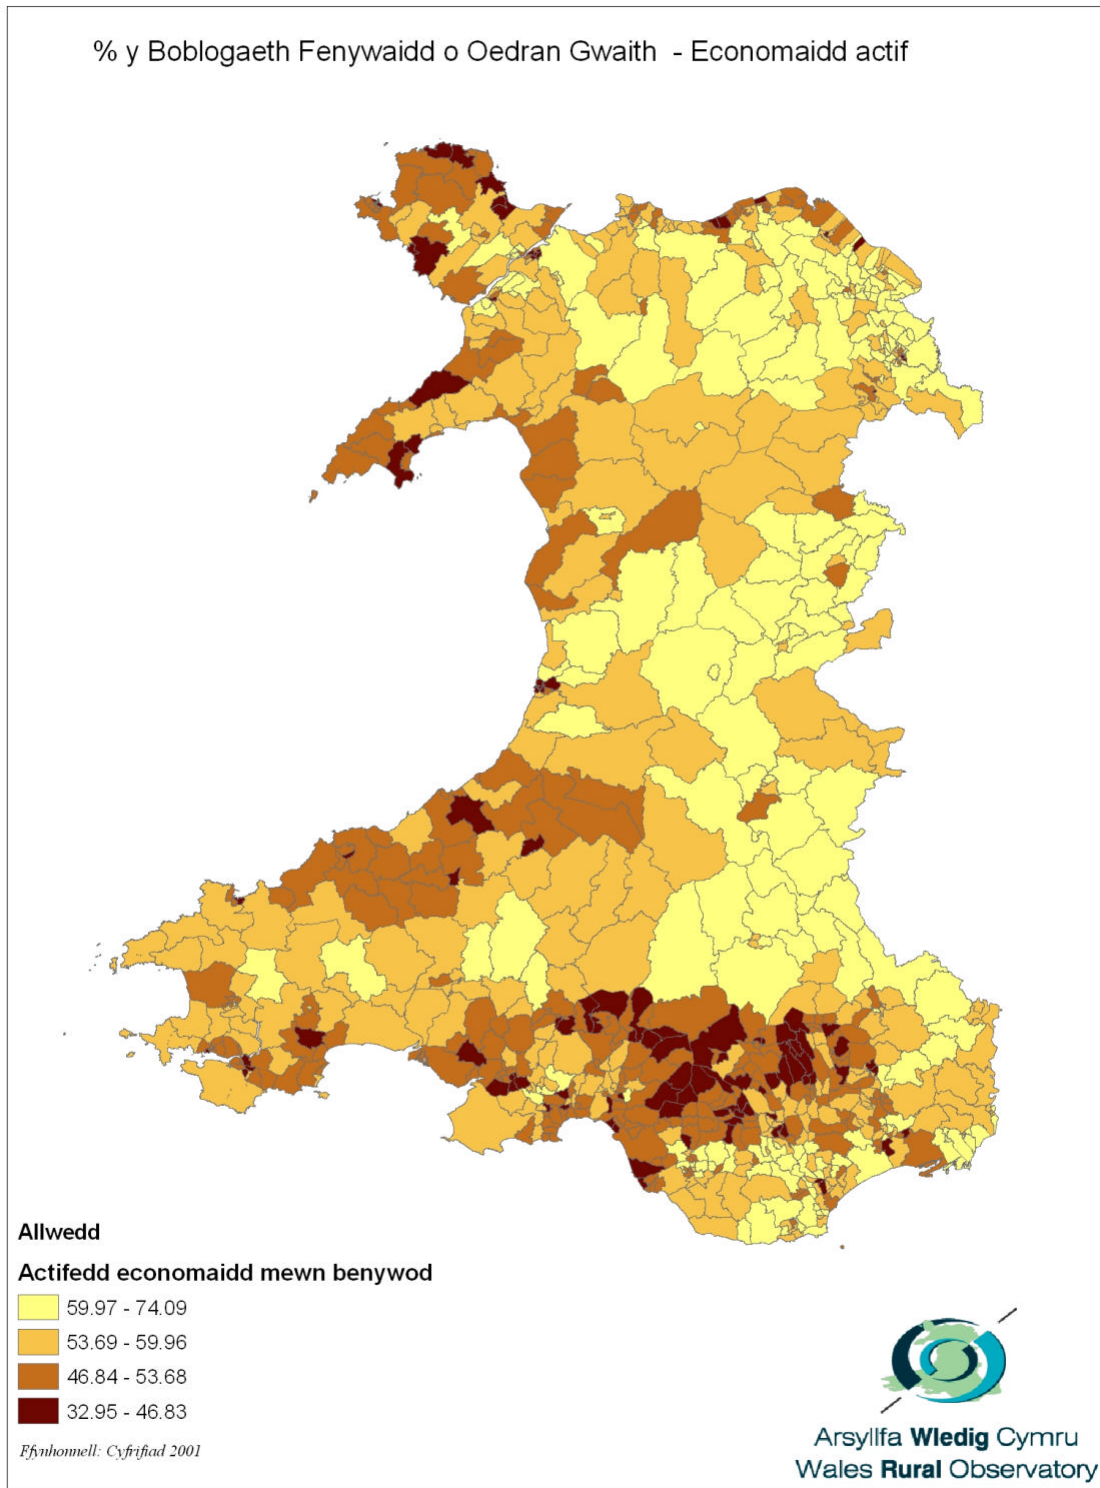 % y Boblogaeth Fenywaidd o Oedran Gwaith - Economaidd actif
Allwedd
Actifedd economaidd mewn benywod
59.97 - 74.09
53.69 - 59.96
46.84 - 53.68
32.95 - 46.83
Ffynhonnell: Cyfrifiad 2001
Arsyllfa Wledig Cymru
Wales Rural Observatory